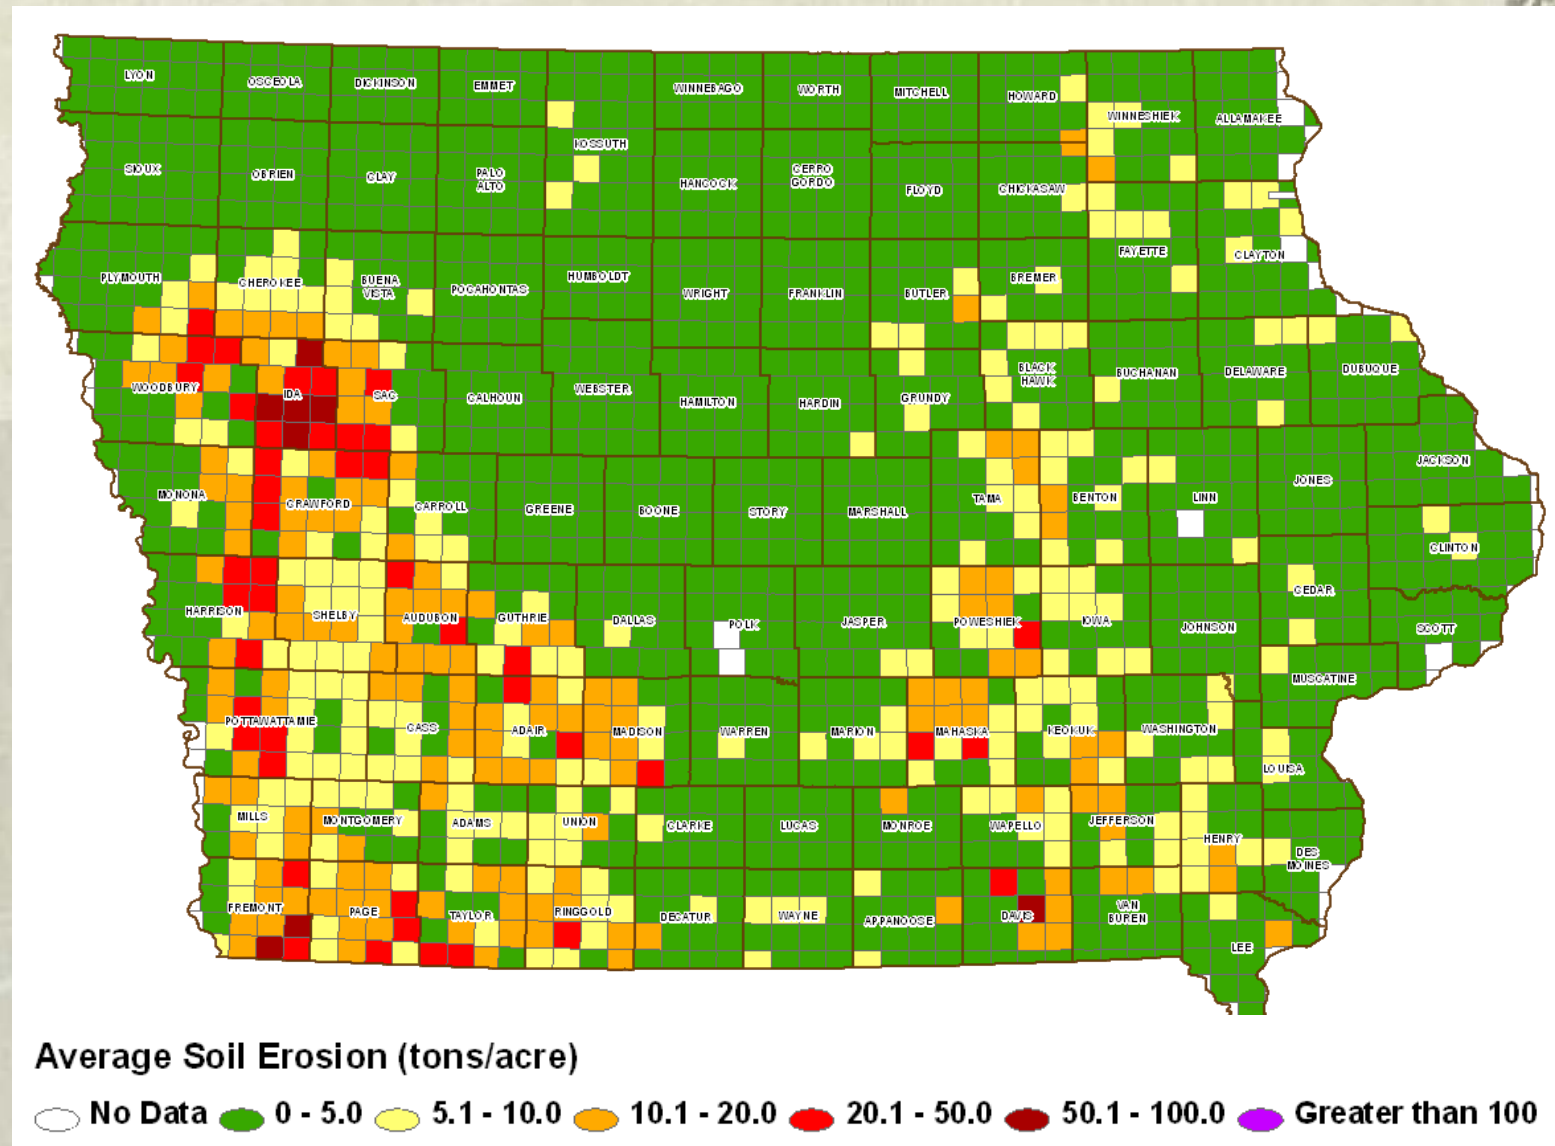 LYON
OSCEOLA
DICKINSON
EMMET
WINNEBAGO
WORTH
MITCHELL
HOWARD
WINNESHIEK
ALLAMAKEE
KOSSUTH
SIOUX
OBRIEN
CLAY
PALO
ALTO
HANCOCK
CERRO
GORDO
FLOYD
CHICKASAW
FAYETTE
CLAYTON
PLYMOUTH
CHEROKEE
BUENA
VISTA
POCAHONTAS
HUMBOLDT
WRIGHT
FRANKLIN
BUTLER
BREMER
WOODBURY
IDA
SAC
CALHOUN
WEBSTER
HAMILTON
HARDIN
GRUNDY
BLACK
HAWK
BUCHANAN
DELAWARE
DUBUQUE
MONONA
CRAWFORD
CARROLL
GREENE
BOONE
STORY
MARSHALL
TAMA
BENTON
LINN
JONES
JACKSON
CLINTON
HARRISON
SHELBY
AUDUBON
GUTHRIE
DALLAS
POLK
JASPER
POWESHIEK
IOWA
JOHNSON
CEDAR
SCOTT
MUSCATINE
POTTAWATTAMIE
CASS
ADAIR
MADISON
WARREN
MARION
MAHASKA
KEOKUK
WASHINGTON
LOUISA
MILLS
MONTGOMERY
ADAMS
UNION
CLARKE
LUCAS
MONROE
WAPELLO
JEFFERSON
HENRY
DES
MOINES
FREMONT
PAGE
TAYLOR
RINGGOLD
DECATUR
WAYNE
APPANOOSE
DAVIS
VAN
BUREN
LEE
Average Soil Erosion (tons/acre)
No Data 0 - 5.0 5.1 - 10.0 10.1 - 20.0 20.1 - 50.0 50.1 - 100.0 Greater than 100